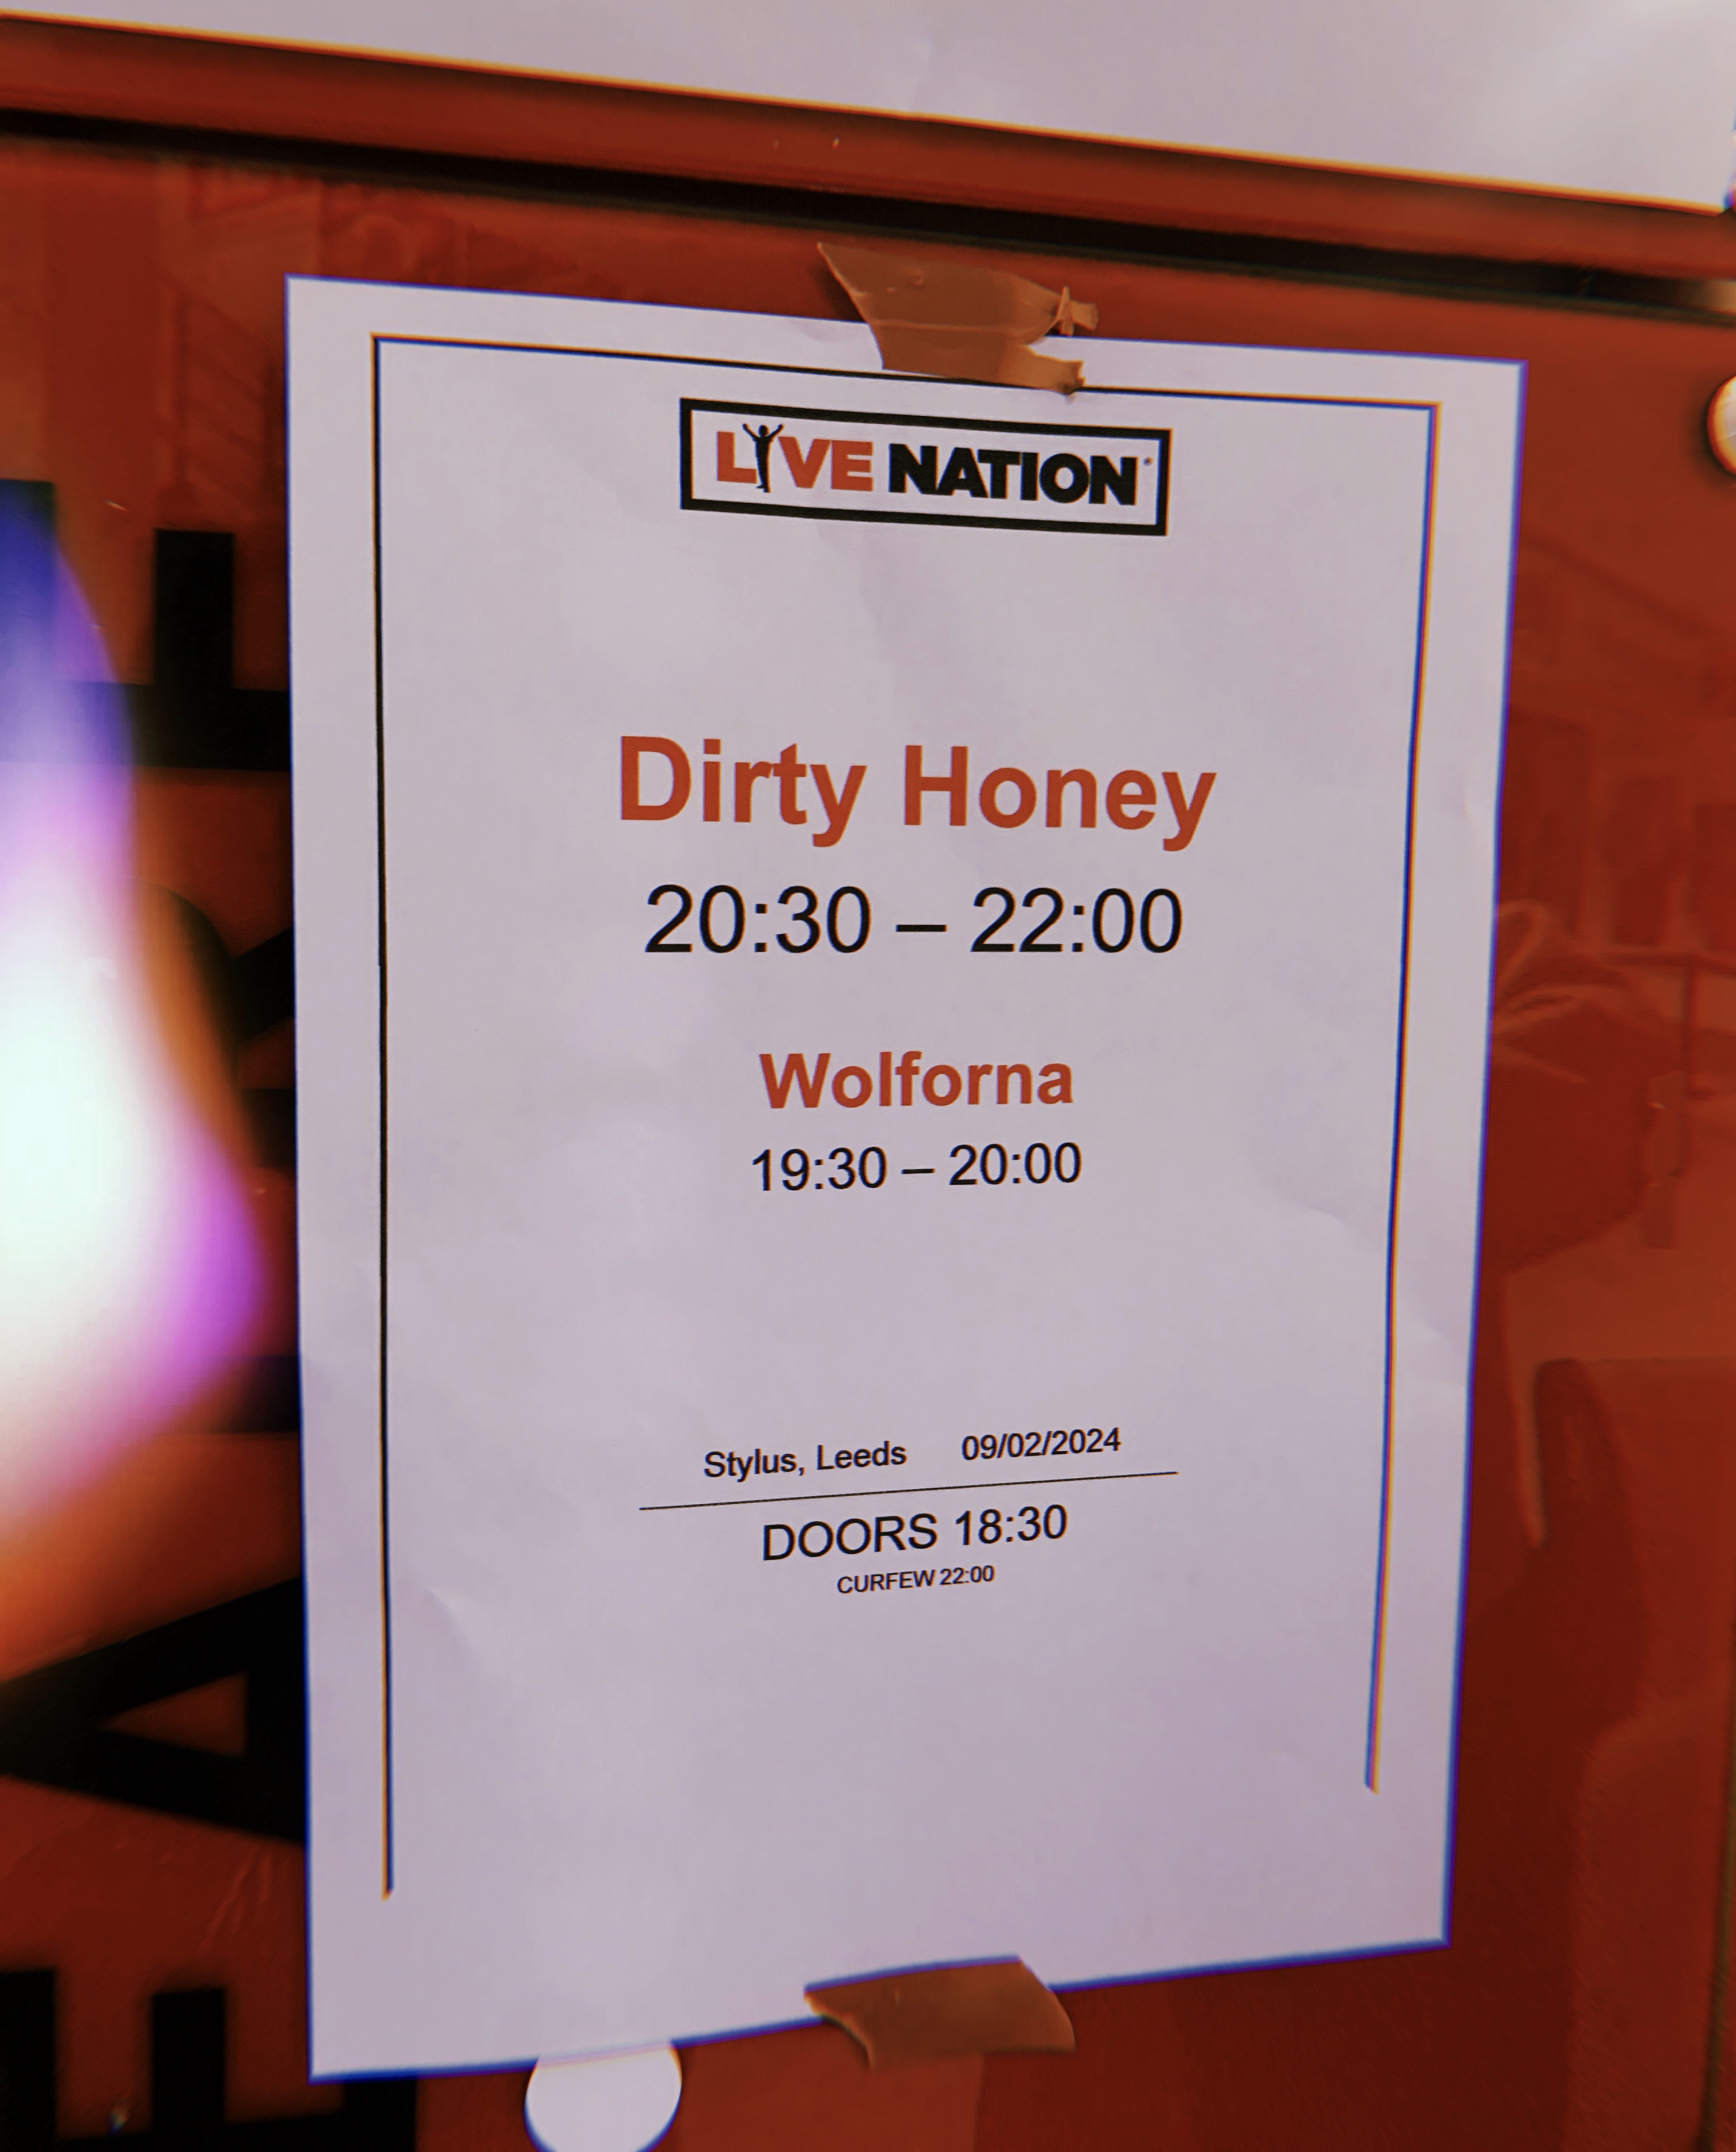 LIVE NATION
Dirty Honey
20:30 – 22:00
Wolforna
19:30 – 20:00
Stylus, Leeds 09/02/2024
DOORS 18:30
CURFEW 22:00